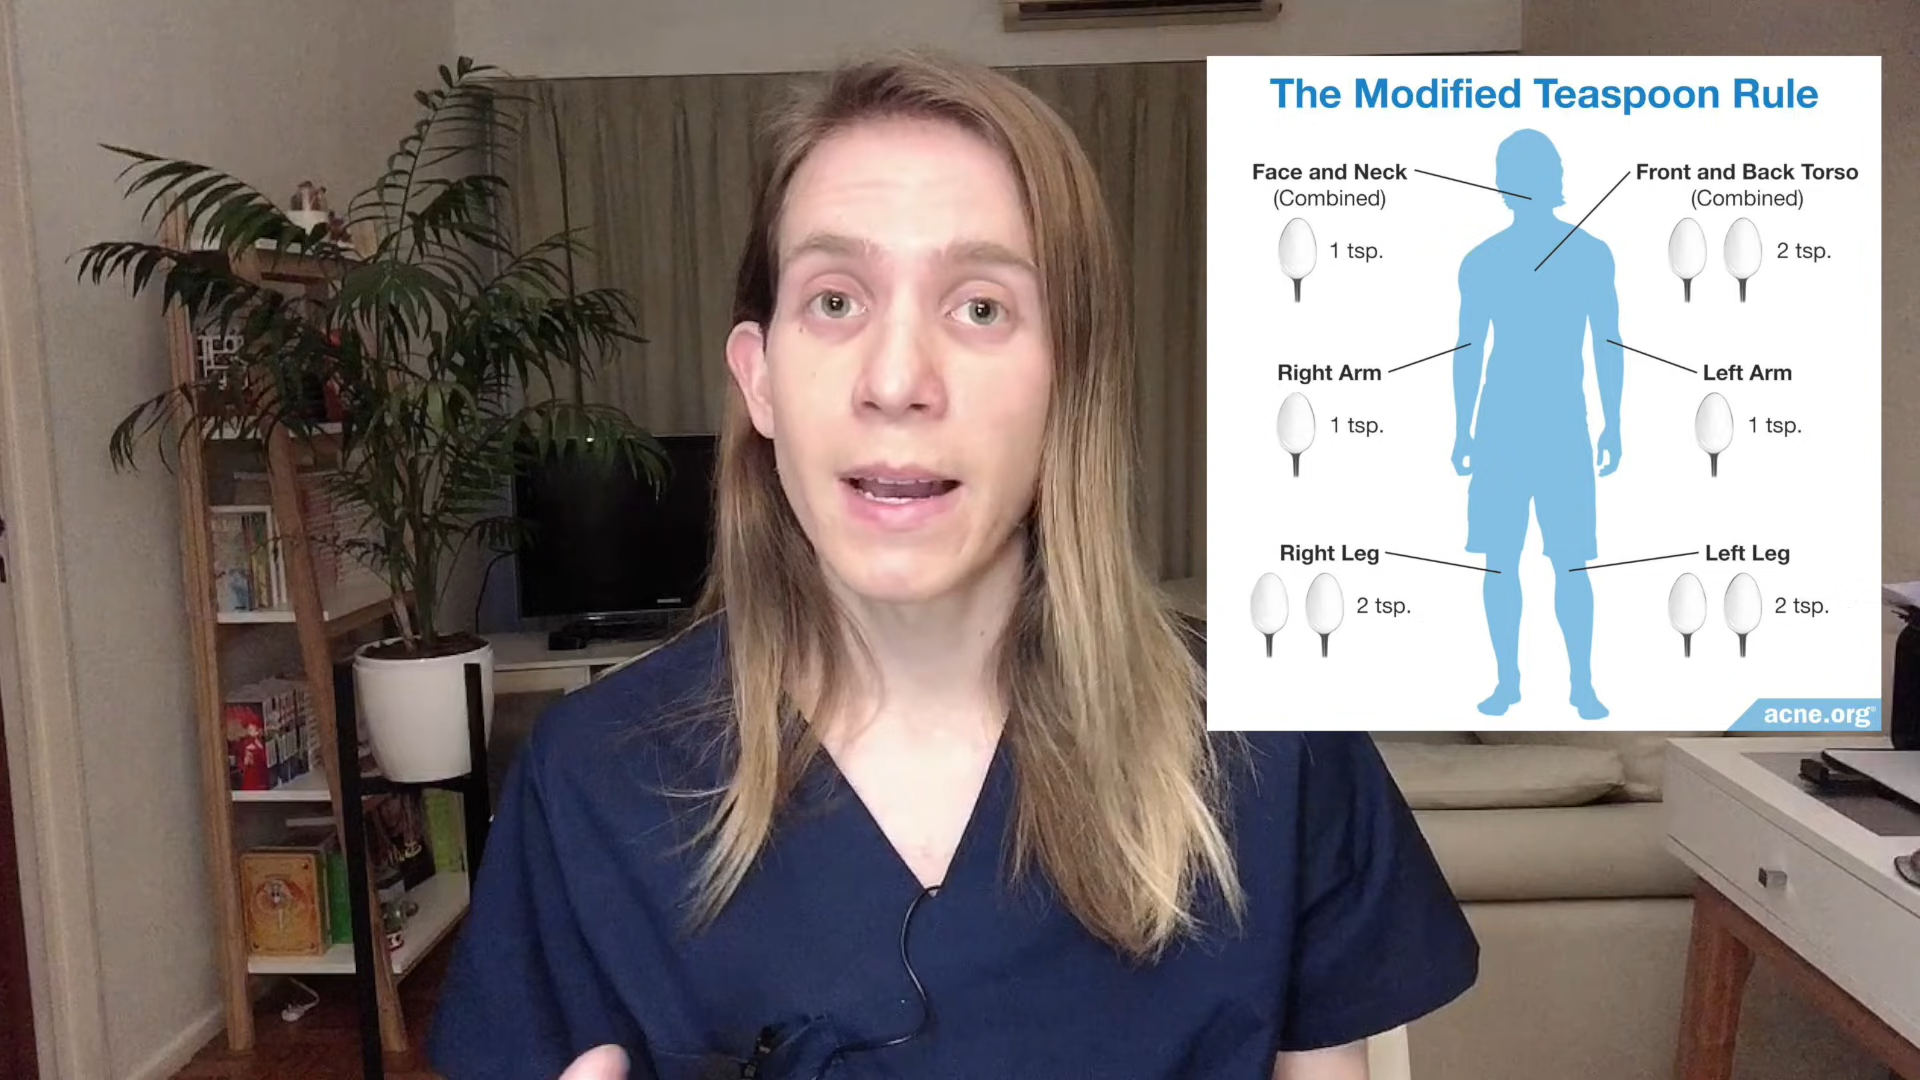 The Modified Teaspoon Rule
Face and Neck
(Combined)
1 tsp.
Front and Back Torso
(Combined)
2 tsp.
Right Arm
1 tsp.
Left Arm
1 tsp.
Right Leg
2 tsp.
Left Leg
2 tsp.
acne.org®